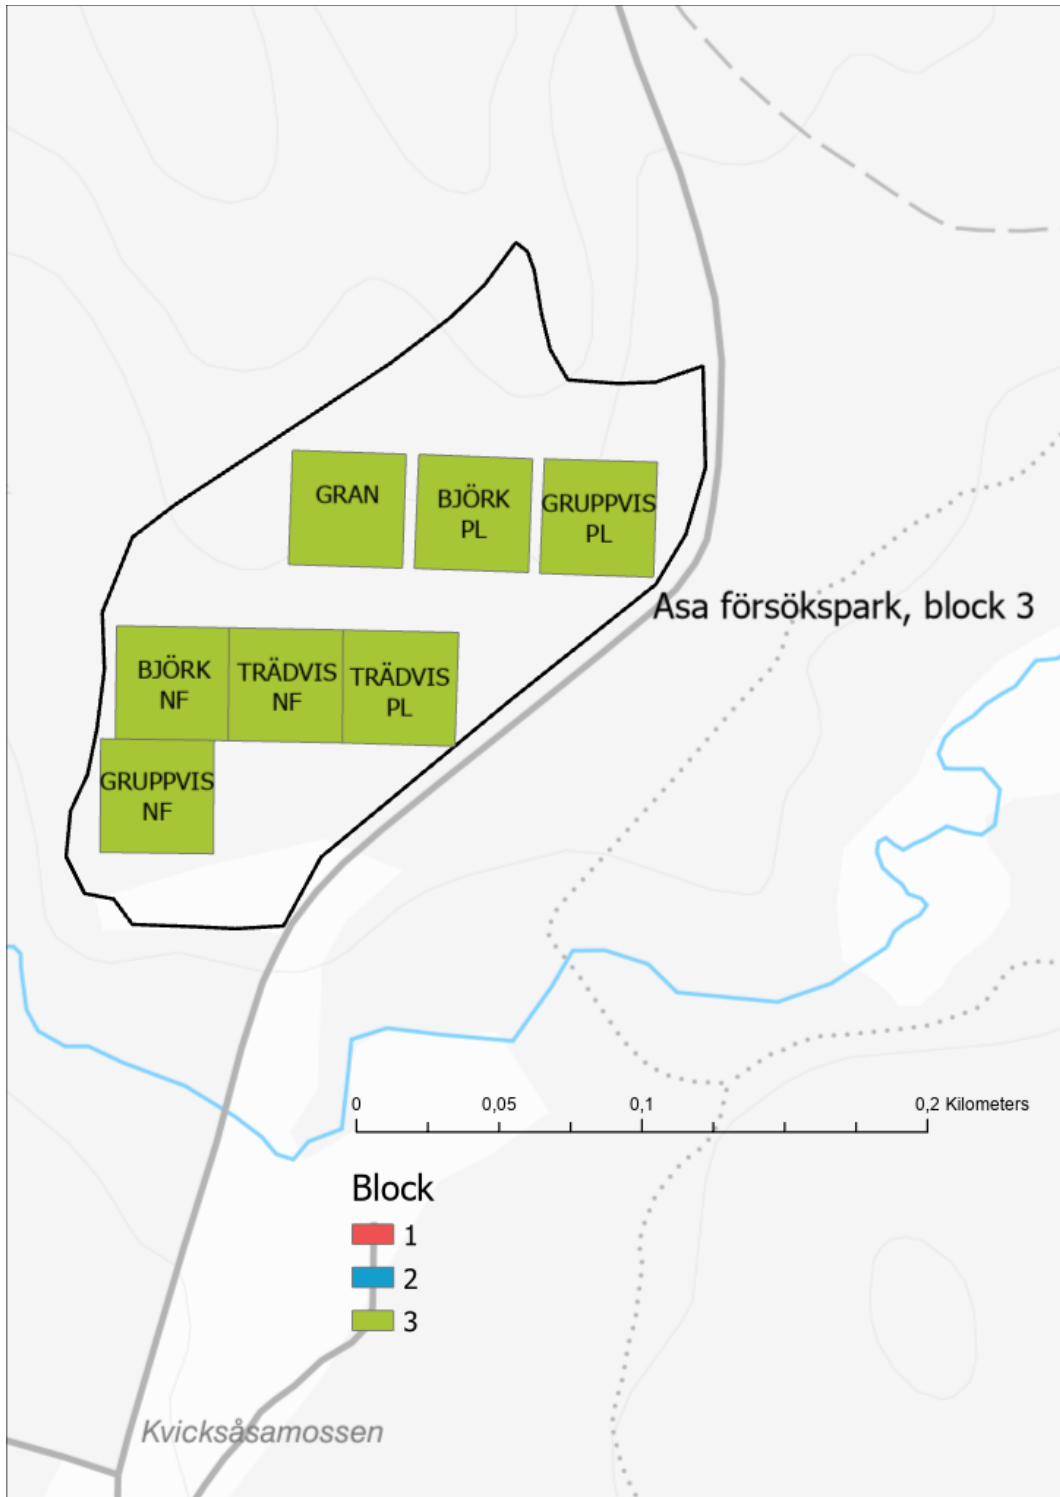 GRAN
BJÖRK
PL
GRUPPVIS
PL
Asa försökspark, block 3
BJÖRK
NF
TRÄDVIS
NF
TRÄDVIS
PL
GRUPPVIS
NF
0 0,05 0,1 0,2 Kilometers
Block
1
2
3
Kvicksåsamossen